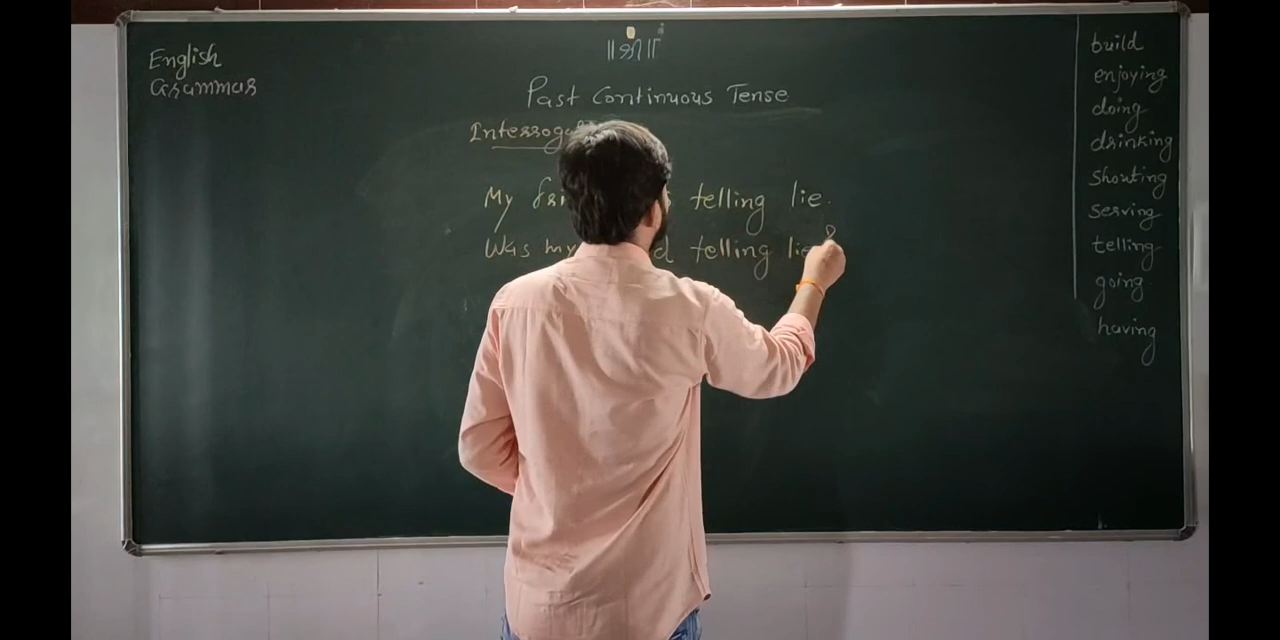 English
Grammar
॥श्री॥
Past Continuous Tense
My telling lie.
Was my telling lie
build
enjoying
doing
drinking
shouting
serving
telling
going
having